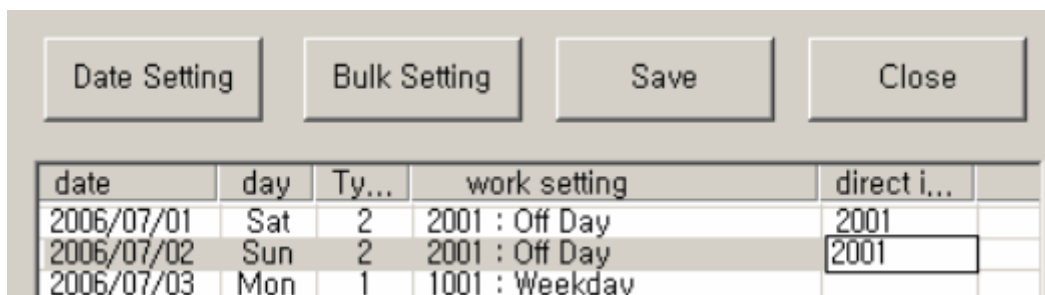 Date Setting Bulk Setting Save Close
date day Ty... work setting direct i...
2006/07/01 Sat 2 2001 : Off Day 2001
2006/07/02 Sun 2 2001 : Off Day 2001
2006/07/03 Mon 1 1001 : Weekday